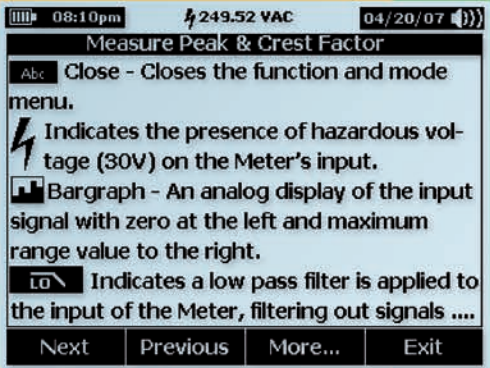 08:10pm 249.52 VAC 04/20/07
Measure Peak & Crest Factor
Abc Close - Closes the function and mode
menu.
Indicates the presence of hazardous vol-
tage (30V) on the Meter's input.
Bargraph - An analog display of the input
signal with zero at the left and maximum
range value to the right.
LO Indicates a low pass filter is applied to
the input of the Meter, filtering out signals ....
Next Previous More... Exit